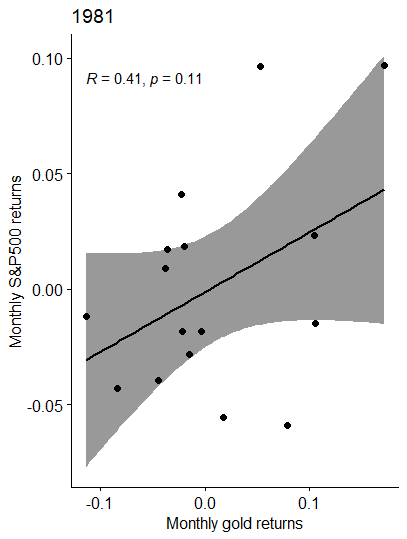 1981
R = 0.41, p = 0.11
Monthly S&P500 returns
0.10
0.05
0.00
-0.05
-0.1
0.0
0.1
Monthly gold returns